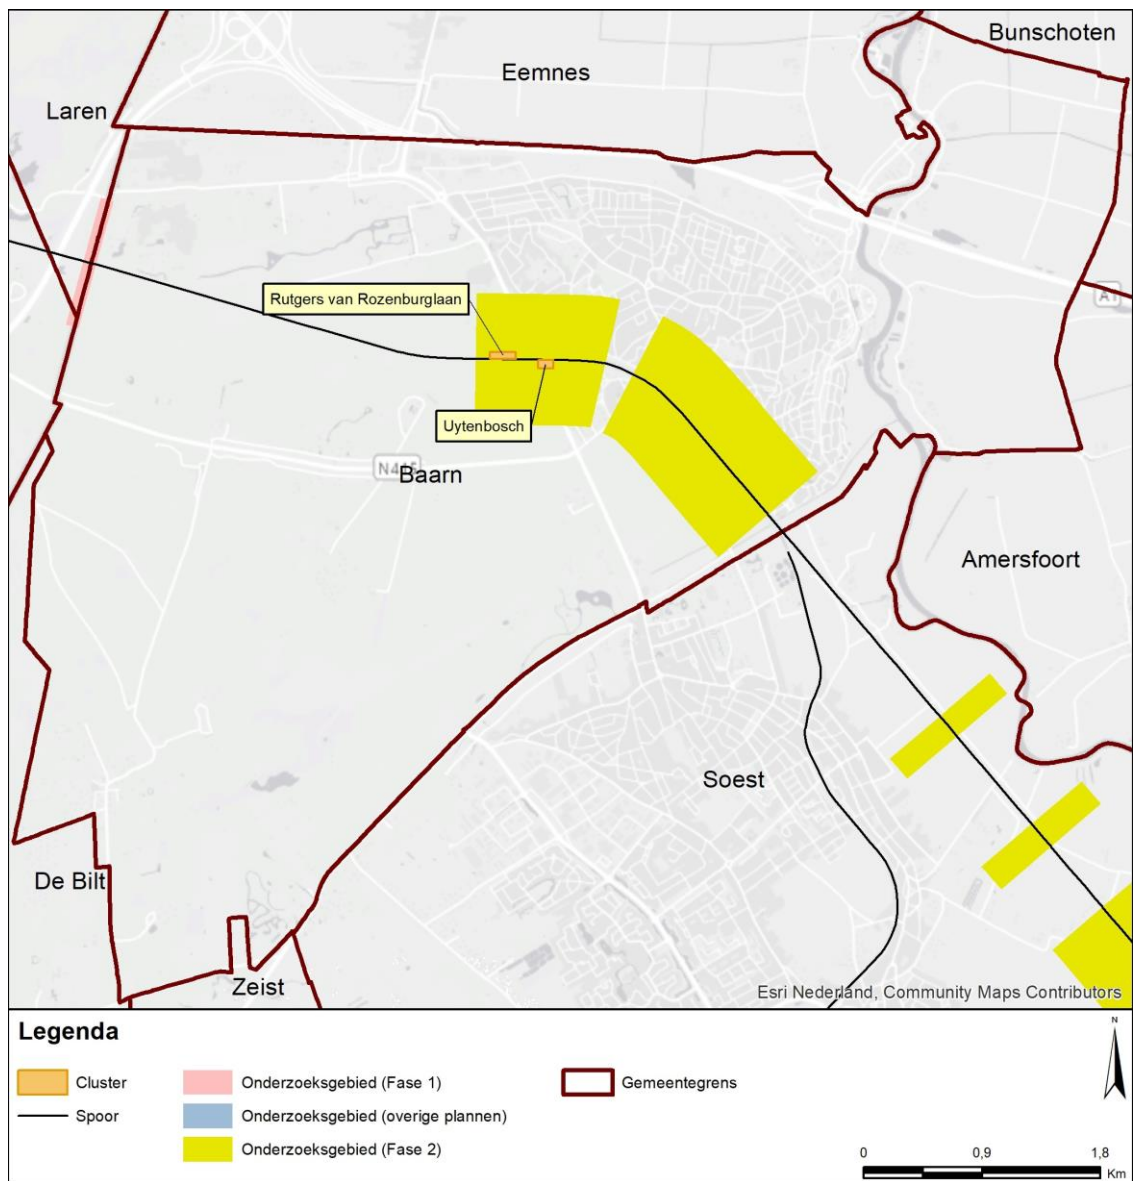 Bunschoten
Eemnes
Laren
A1
Rutgers van Rozenburglaan
Uytenbosch
N415
Baarn
Amersfoort
Soest
De Bilt
Zeist
Esri Nederland, Community Maps Contributors
Legenda
N
Cluster
Onderzoeksgebied (Fase 1)
Gemeentegrens
Spoor
Onderzoeksgebied (overige plannen)
Onderzoeksgebied (Fase 2)
0 0,9 1,8
Km